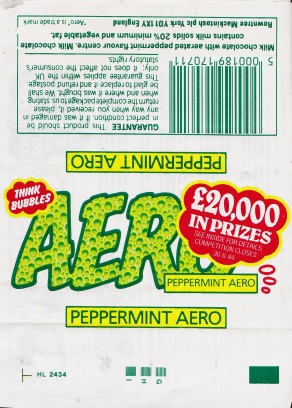 Milk chocolate with aerated peppermint flavour centre. Milk chocolate
contains milk solids 20% minimum and vegetable fat.
Rowntree Mackintosh plc York YO1 1XY England
"Aero" is a trade mark
5 000189 170711
GUARANTEE This product should be
in perfect condition. If it was damaged in
any way when you received it, please
return the complete package to us stating
when and where it was bought. We shall
be glad to replace it and refund postage.
This guarantee applies within the UK
only; it does not affect the consumer's
statutory rights.
PEPPERMINT AERO
THINK
BUBBLES
AERO
£20,000
IN PRIZES
SEE INSIDE FOR DETAILS
COMPETITION CLOSES
30 6 84
PEPPERMINT AERO
PEPPERMINT AERO
HL 2434
G
H
I